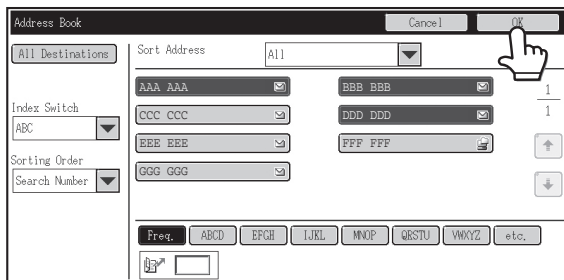 Address Book Cancel OK
All Destinations Sort Address All
AAA AAA BBB BBB 1
Index Switch CCC CCC DDD DDD 1
ABC
EEE EEE FFF FFF
Sorting Order
Search Number GGG GGG
Freq. ABCD EFGH IJKL MNOP QRSTU VWXYZ etc.